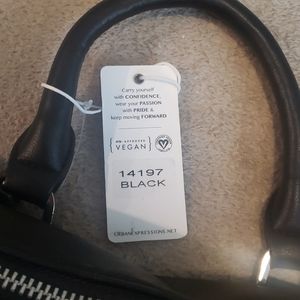 Carry yourself
with CONFIDENCE,
wear your PASSION
with PRIDE &
keep moving FORWARD
VEGAN
14197
BLACK
URBANEXPRESSIONS.NET